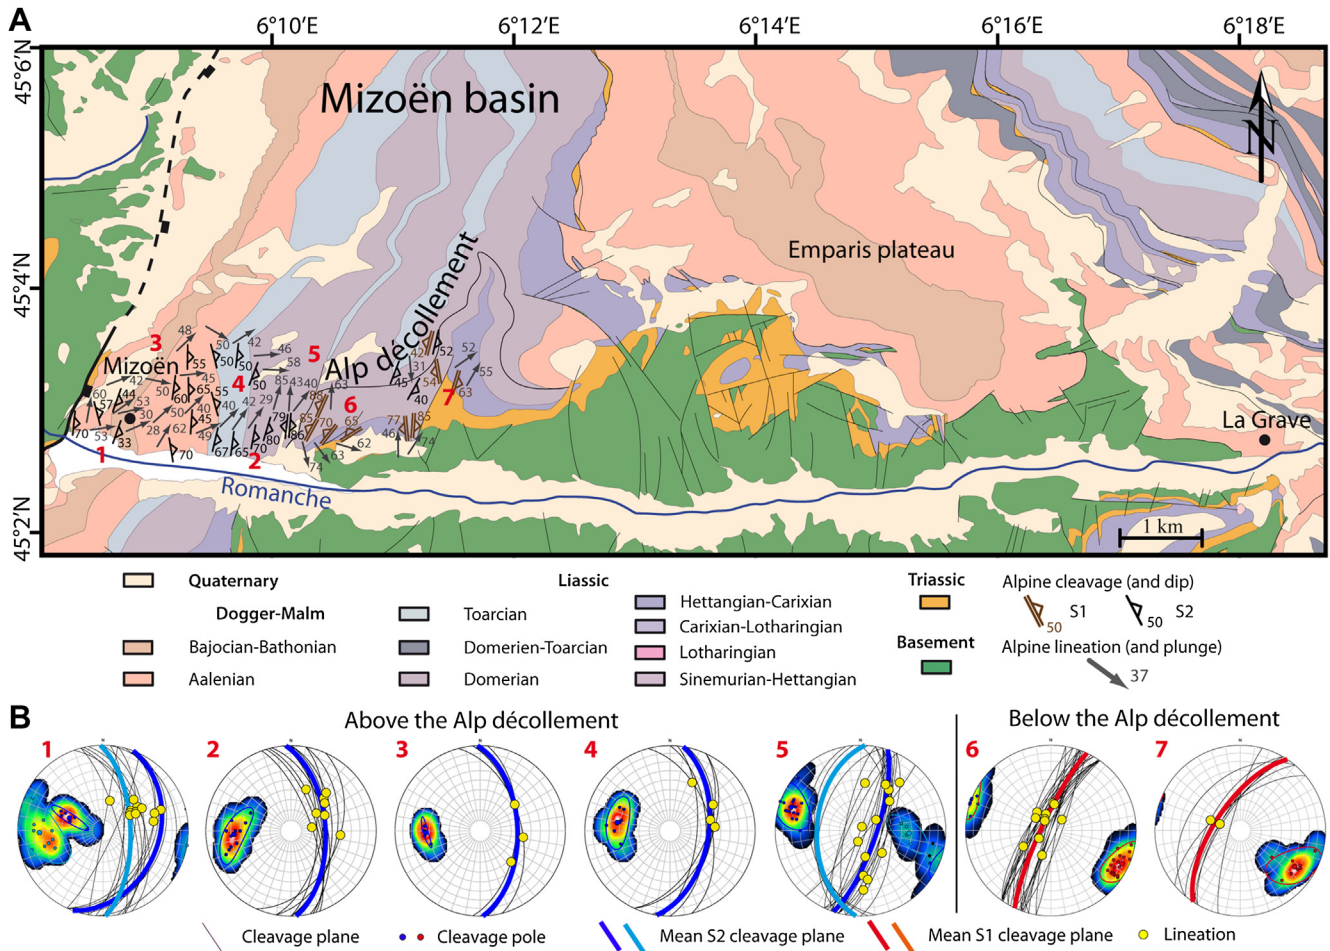 A
6°10'E 6°12'E 6°14'E 6°16'E 6°18'E
45°6'N
45°4'N
45°2'N
Mizoën basin
N
Emparis plateau
Alp décollement
Mizoën
La Grave
Romanche
1 km
1
2
3
4
5
6
7
Quaternary
Dogger-Malm
Bajocian-Bathonian
Aalenian
Liassic
Toarcian
Domerien-Toarcian
Domerian
Hettangian-Carixian
Carixian-Lotharingian
Lotharingian
Sinemurian-Hettangian
Triassic
Basement
Alpine cleavage (and dip)
50 S1 50 S2
Alpine lineation (and plunge)
37
B
Above the Alp décollement
Below the Alp décollement
1 2 3 4 5 6 7
N N N N N N N
Cleavage plane
Cleavage pole
Mean S2 cleavage plane
Mean S1 cleavage plane
Lineation